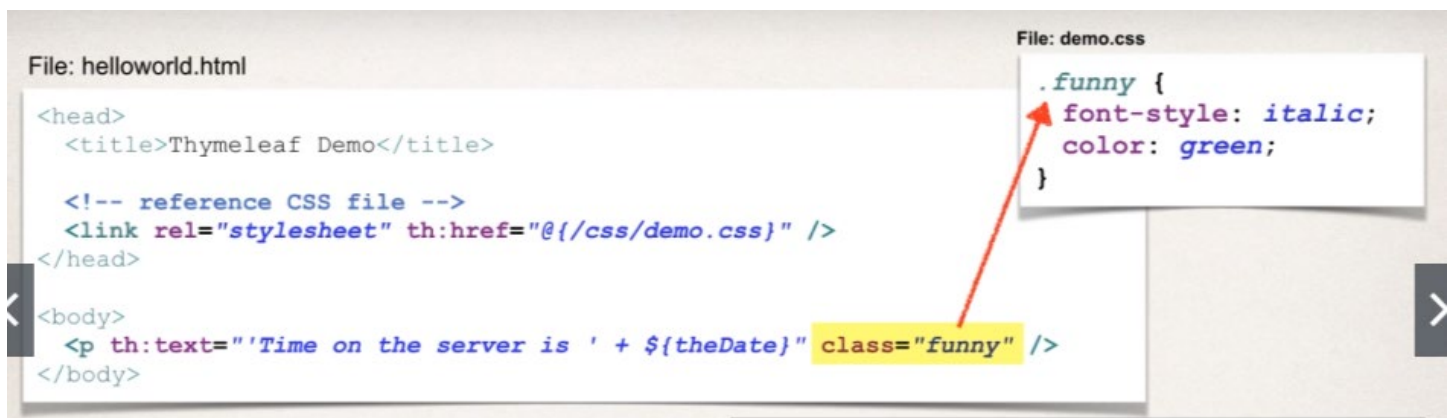 File: helloworld.html
<head>
<title>Thymeleaf Demo</title>
<!-- reference CSS file -->
<link rel="stylesheet" th:href="@{/css/demo.css}" />
</head>
<body>
<p th:text="'Time on the server is ' + ${theDate}" class="funny" />
</body>
File: demo.css
.funny {
font-style: italic;
color: green;
}